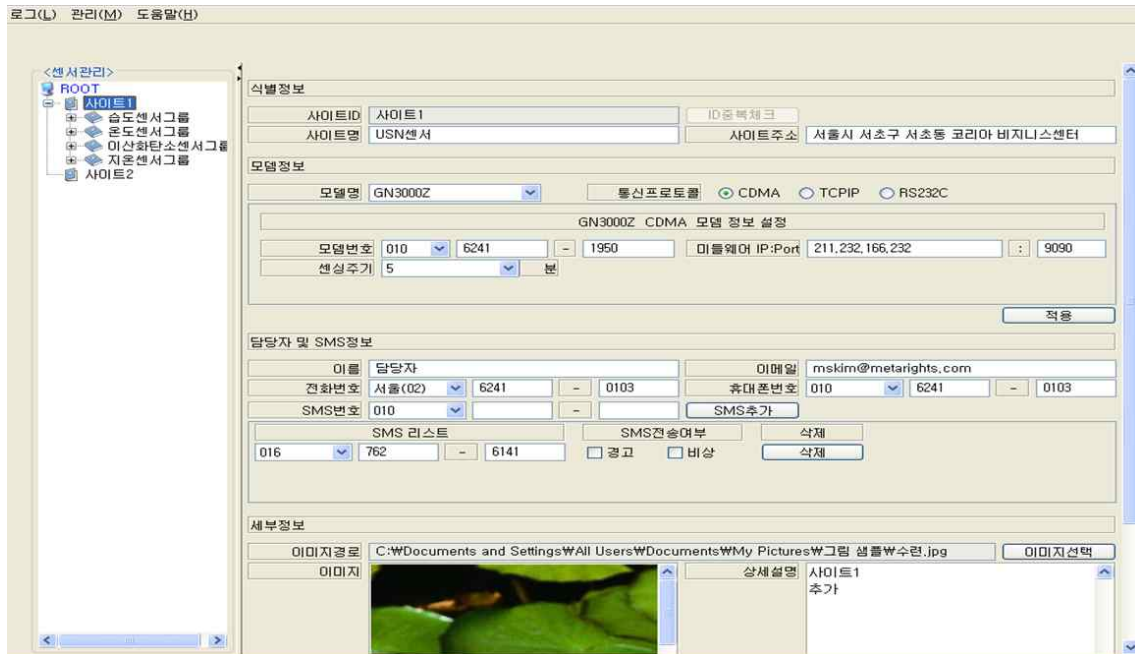 로그(L) 관리(M) 도움말(H)
<센서관리>
ROOT
사이트1
습도센서그룹
온도센서그룹
이산화탄소센서그룹
지온센서그룹
사이트2
식별정보
사이트ID 사이트1 ID중복체크
사이트명 USN센서 사이트주소 서울시 서초구 서초동 코리아 비지니스센터
모뎀정보
모델명 GN3000Z 통신프로토콜 CDMA TCPIP RS232C
GN3000Z CDMA 모뎀 정보 설정
모뎀번호 010 6241 - 1950 미들웨어 IP:Port 211,232,166,232 : 9090
센싱주기 5 분
적용
담당자 및 SMS정보
이름 담당자 이메일 mskim@metarights.com
전화번호 서울(02) 6241 - 0103 휴대폰번호 010 6241 - 0103
SMS번호 010 - SMS추가
SMS 리스트 SMS전송여부 삭제
016 762 - 6141 경고 비상 삭제
세부정보
이미지경로 C:₩Documents and Settings₩All Users₩Documents₩My Pictures₩그림 샘플₩수련.jpg 이미지선택
이미지 상세설명 사이트1
추가